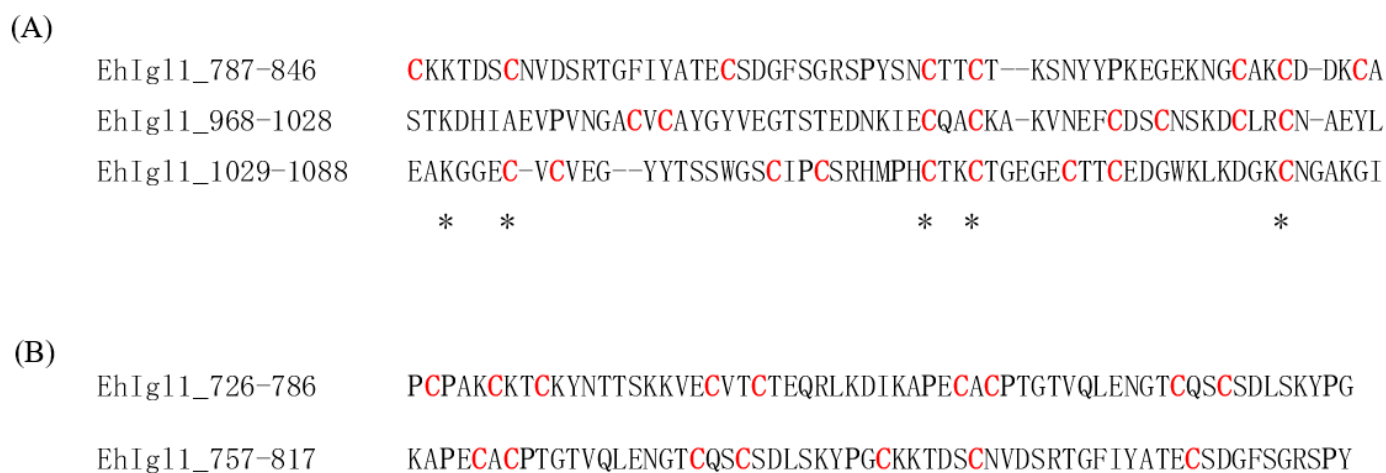 (A)
EhIgl1_787-846 CKKTDSCNVDSRTGFIYATECSDGFSGRSPYSNCTTCT--KSNYYPKEGEKNGCAKCD-DKCA
EhIgl1_968-1028 STKDHIAEVPVNGACVCAYGYVEGTSTEDNKIECQACKA-KVNEFCDSCNSKDCLRCN-AEYL
EhIgl1_1029-1088 EAKGGEC-VCVEG--YYTSSWGSCIPCSRHMPHCTKCTGEGECTTCEDGWKLKDGKCNGAKGI
* * * * *
(B)
EhIgl1_726-786 PCPAKCKTCKYNTTSKKVECVTCTEQRLKDIKAPECACPTGTVQLENGTCQSCSDLSKYPG
EhIgl1_757-817 KAPECACPTGTVQLENGTCQSCSDLSKYPGCKKTDSCNVDSRTGFIYATECSDGFSGRSPY